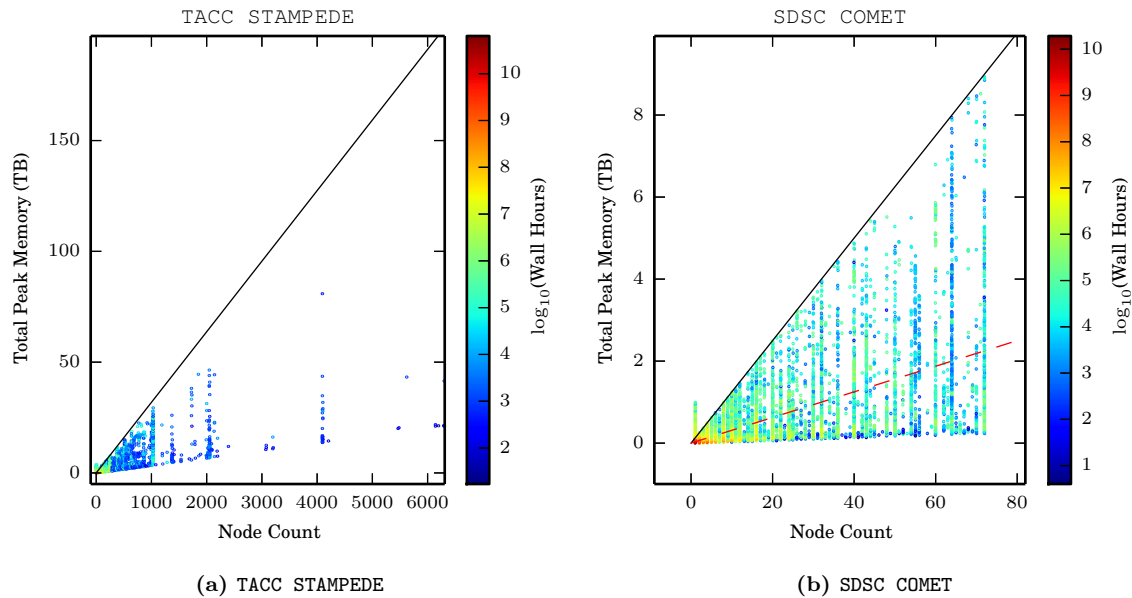 TACC STAMPEDE
Total Peak Memory (TB)
150
100
50
0
0 1000 2000 3000 4000 5000 6000
Node Count
10
9
8
7
6
5
4
3
2
log10(Wall Hours)
(a) TACC STAMPEDE
SDSC COMET
Total Peak Memory (TB)
8
6
4
2
0
0 20 40 60 80
Node Count
10
9
8
7
6
5
4
3
2
1
log10(Wall Hours)
(b) SDSC COMET